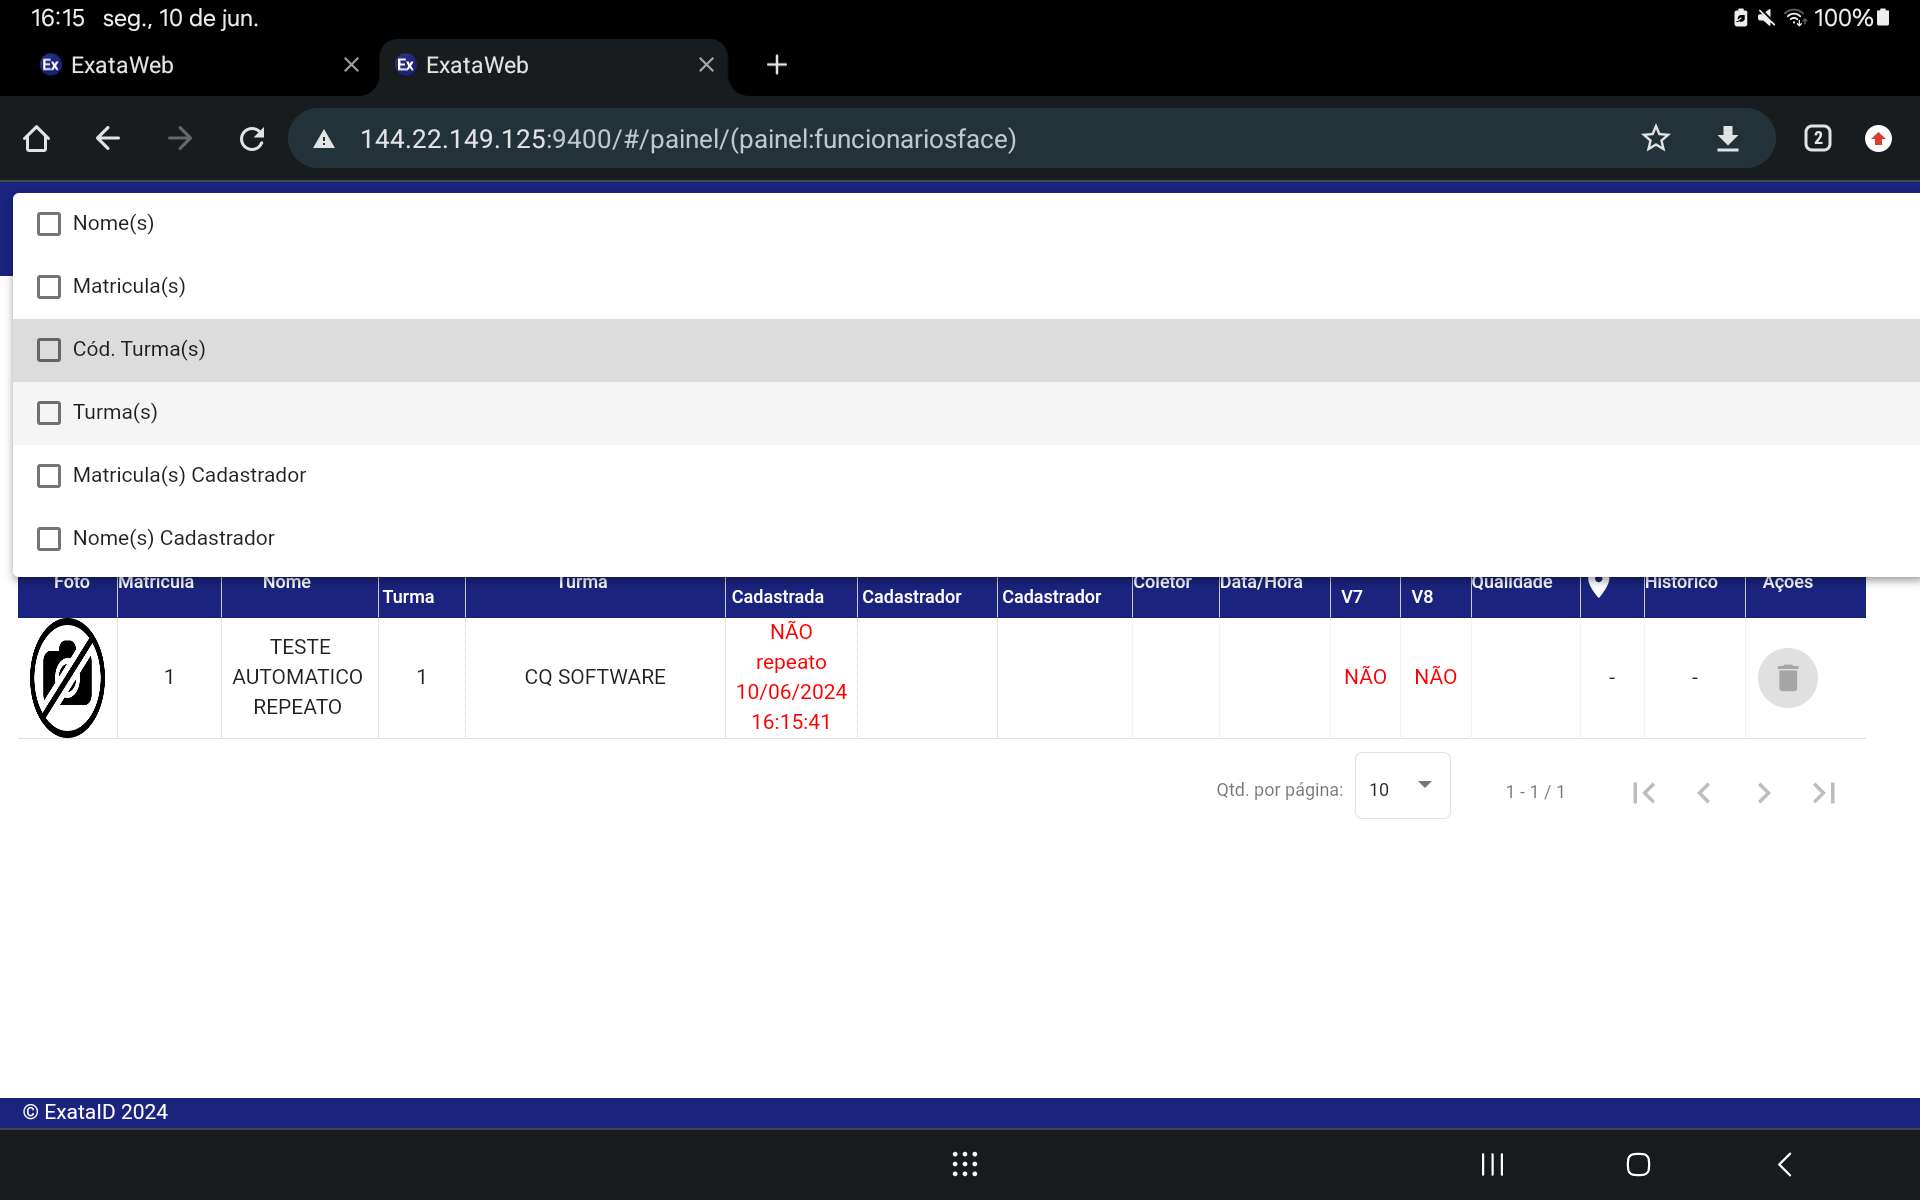 16:15 seg., 10 de jun.
100%
Ex ExataWeb
Ex ExataWeb
144.22.149.125:9400/#/painel/(painel:funcionariosface)
2
Nome(s)
Matricula(s)
Cód. Turma(s)
Turma(s)
Matricula(s) Cadastrador
Nome(s) Cadastrador
Foto Matrícula Nome Turma Turma Cadastrada Cadastrador Cadastrador Coletor Data/Hora V7 V8 Qualidade Histórico Ações
1 TESTE AUTOMATICO REPEATO 1 CQ SOFTWARE NÃO repeato 10/06/2024 16:15:41 NÃO NÃO - -
Qtd. por página: 10 1 - 1 / 1
© ExataID 2024